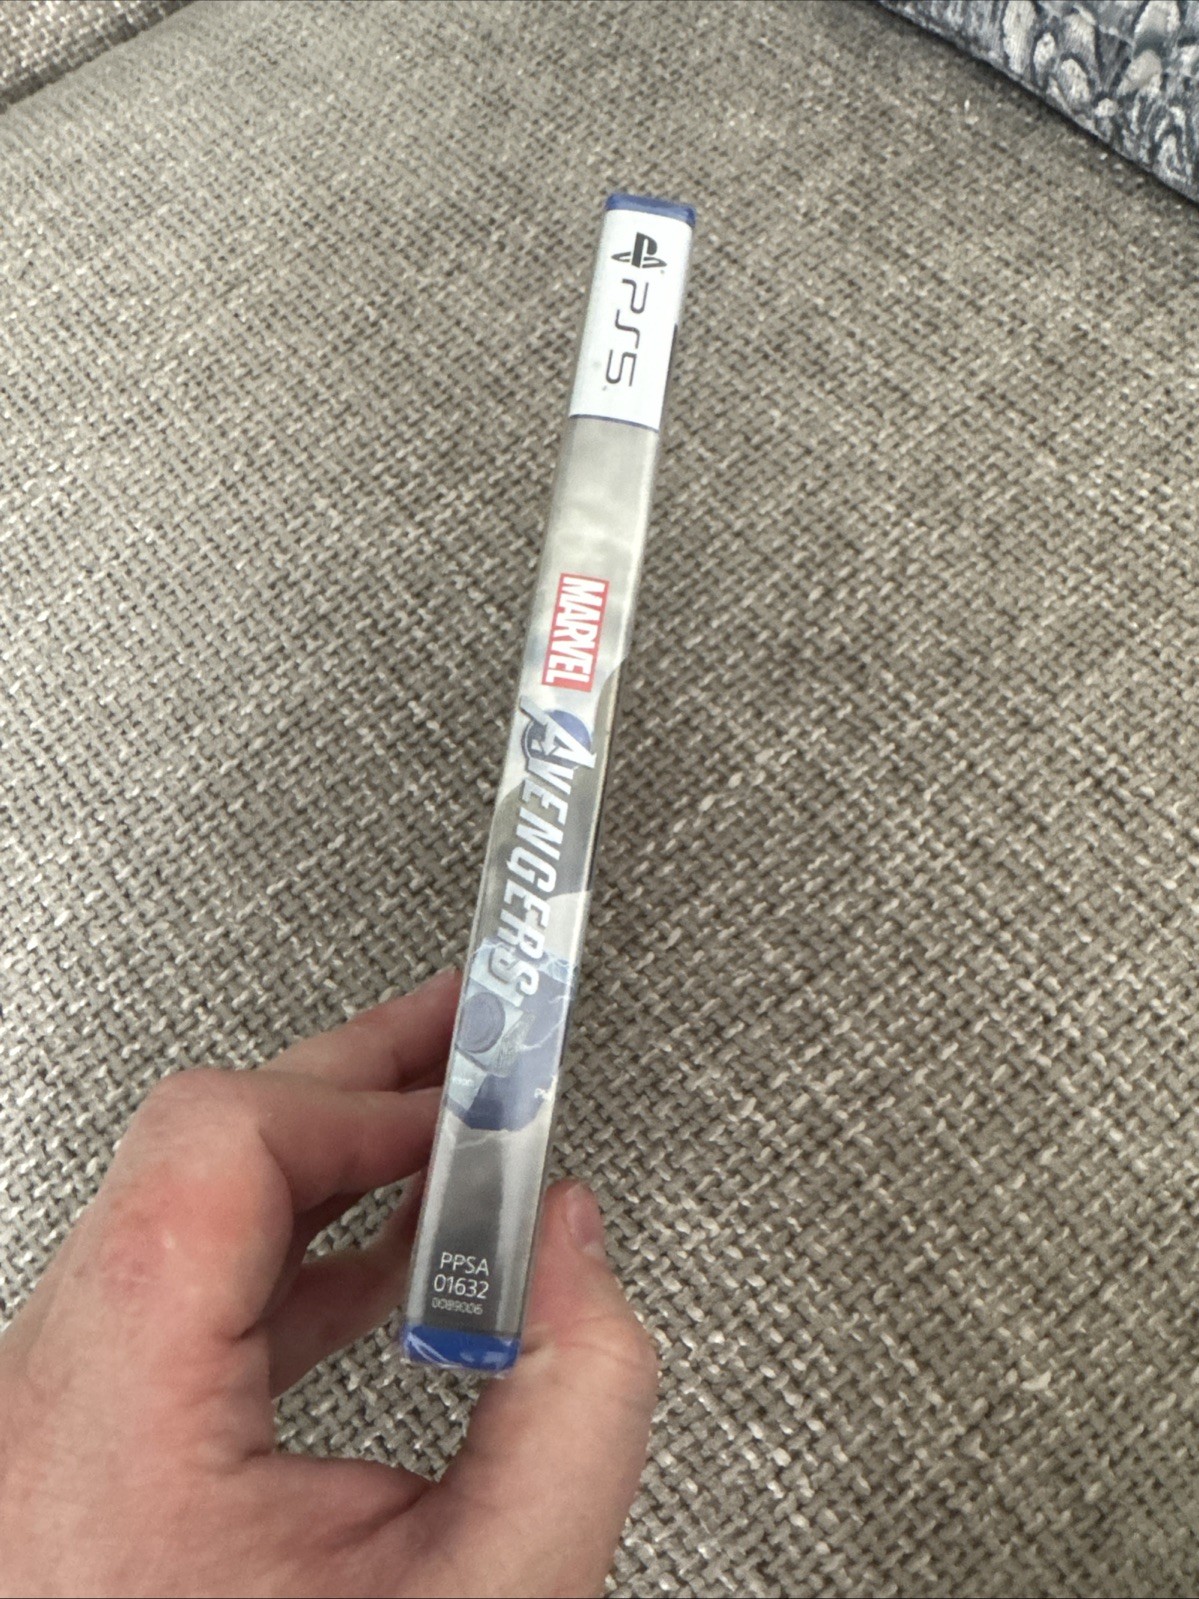 PS5
MARVEL
AVENGERS
PPSA
01632
0089006